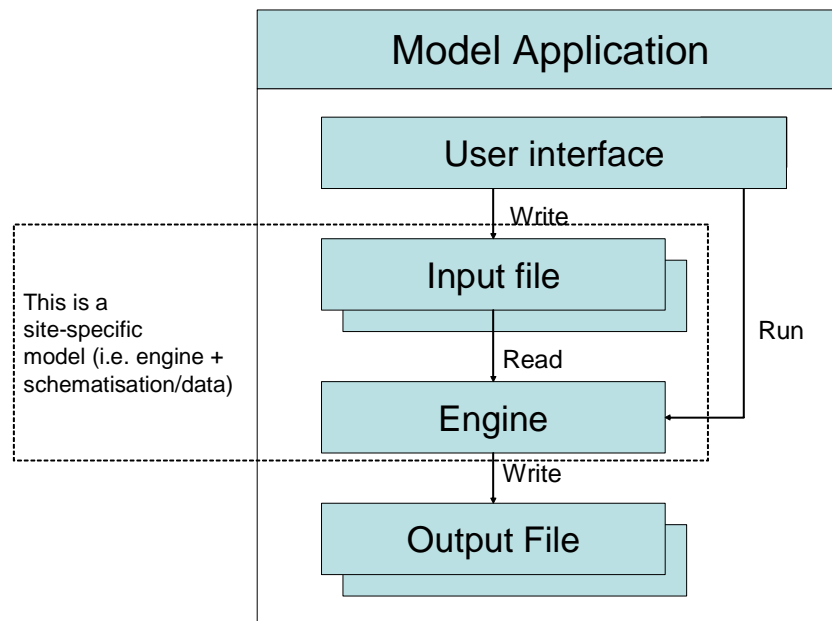 Model Application
User interface
Write
Input file
This is a
site-specific
model (i.e. engine +
schematisation/data)
Run
Read
Engine
Write
Output File